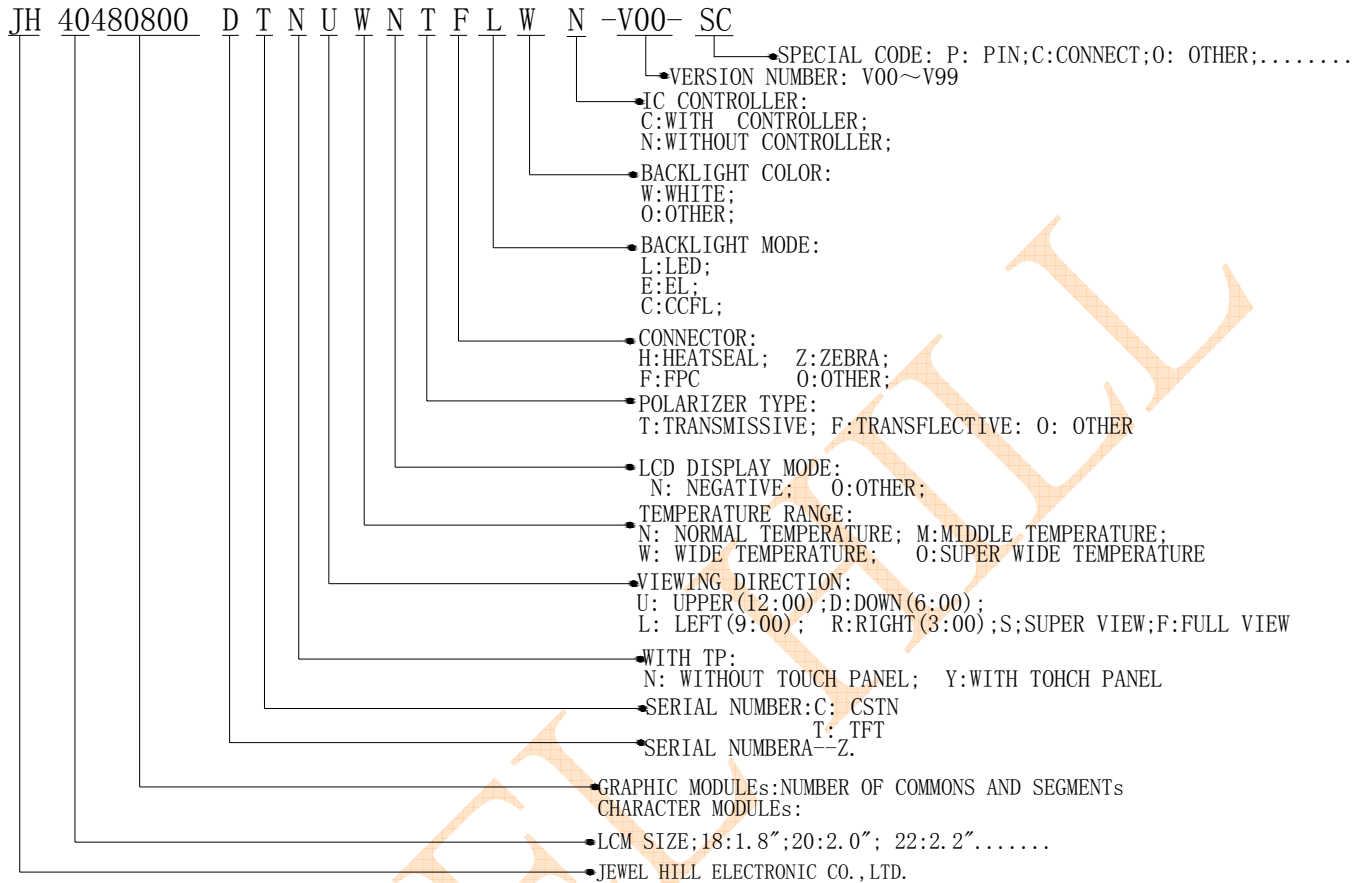 JH 40480800 D T N U W N T F L W N -V00- SC
SPECIAL CODE: P: PIN;C:CONNECT;O: OTHER;........
VERSION NUMBER: V00～V99
IC CONTROLLER:
C:WITH CONTROLLER;
N:WITHOUT CONTROLLER;
BACKLIGHT COLOR:
W:WHITE;
O:OTHER;
BACKLIGHT MODE:
L:LED;
E:EL;
C:CCFL;
CONNECTOR:
H:HEATSEAL; Z:ZEBRA;
F:FPC O:OTHER;
POLARIZER TYPE:
T:TRANSMISSIVE; F:TRANSFLECTIVE: O: OTHER
LCD DISPLAY MODE:
N: NEGATIVE; O:OTHER;
TEMPERATURE RANGE:
N: NORMAL TEMPERATURE; M:MIDDLE TEMPERATURE;
W: WIDE TEMPERATURE; O:SUPER WIDE TEMPERATURE
VIEWING DIRECTION:
U: UPPER(12:00);D:DOWN(6:00);
L: LEFT(9:00); R:RIGHT(3:00);S;SUPER VIEW;F:FULL VIEW
WITH TP:
N: WITHOUT TOUCH PANEL; Y:WITH TOHCH PANEL
SERIAL NUMBER:C: CSTN
T: TFT
SERIAL NUMBERA--Z.
GRAPHIC MODULEs:NUMBER OF COMMONS AND SEGMENTs
CHARACTER MODULEs:
LCM SIZE;18:1.8″;20:2.0″; 22:2.2″.......
JEWEL HILL ELECTRONIC CO.,LTD.
HILL